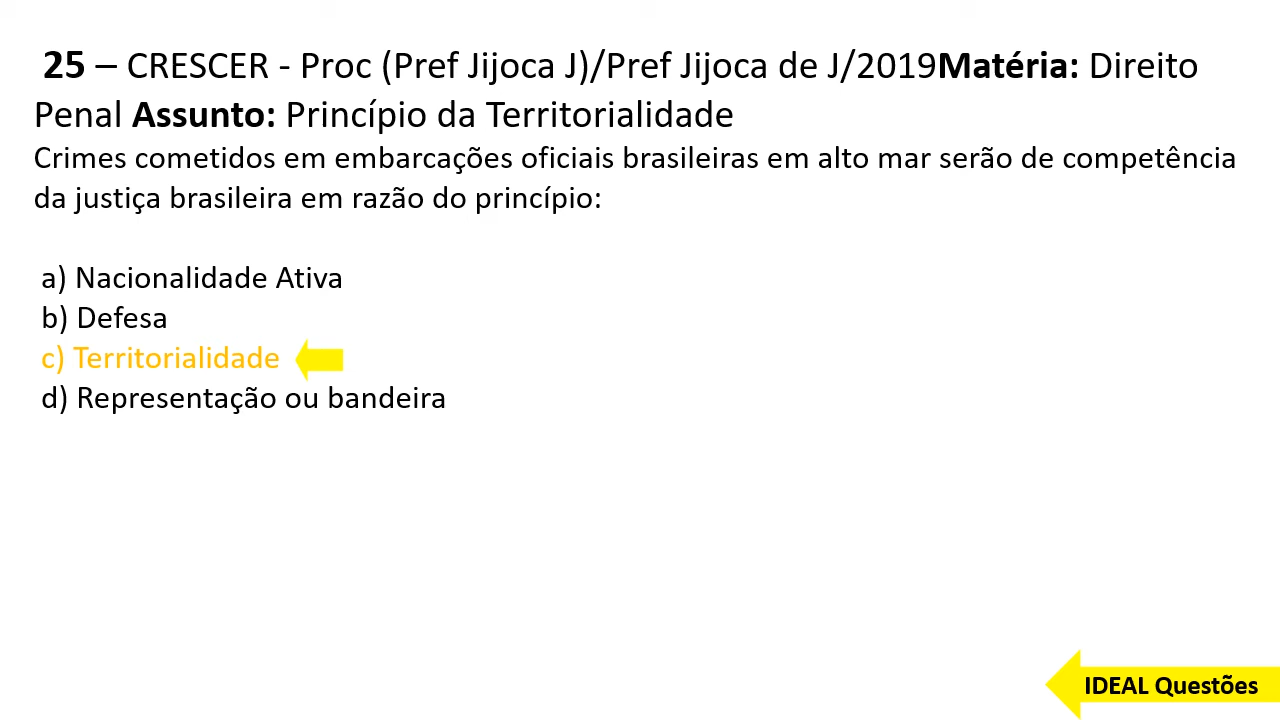 25 – CRESCER - Proc (Pref Jijoca J)/Pref Jijoca de J/2019Matéria: Direito
Penal Assunto: Princípio da Territorialidade
Crimes cometidos em embarcações oficiais brasileiras em alto mar serão de competência
da justiça brasileira em razão do princípio:
a) Nacionalidade Ativa
b) Defesa
c) Territorialidade
d) Representação ou bandeira
IDEAL Questões